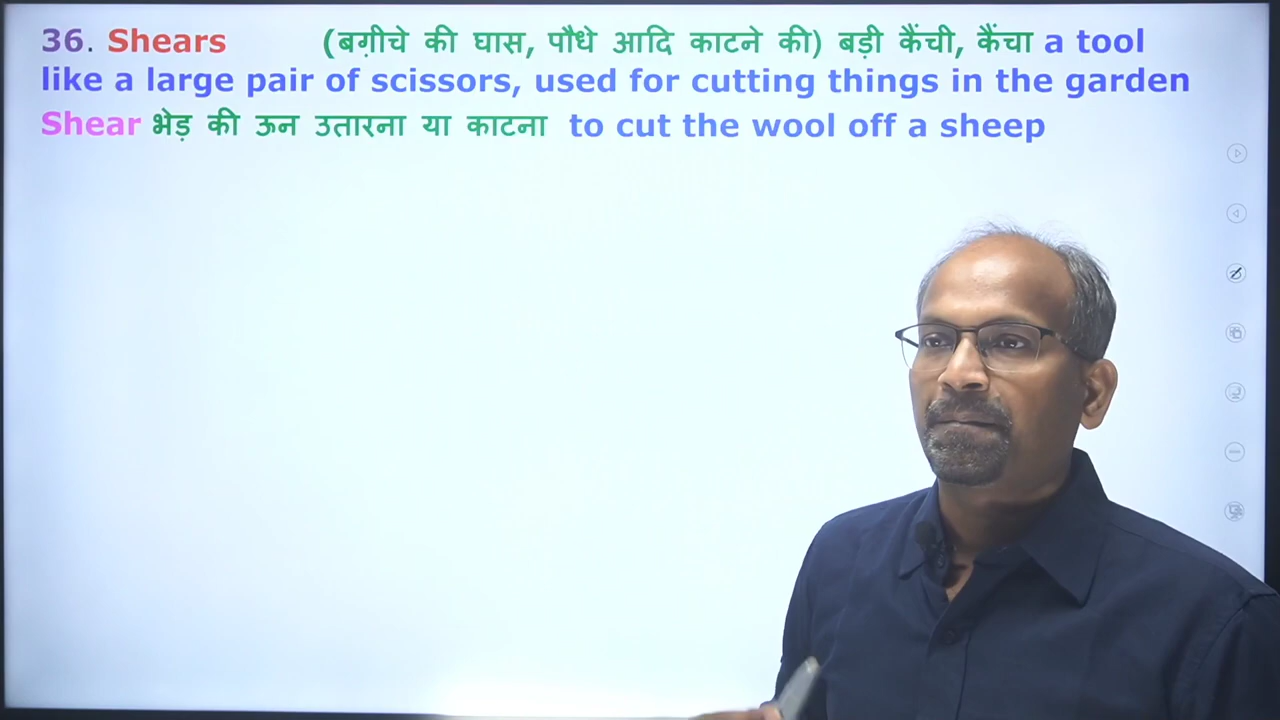 36. Shears (बग़ीचे की घास, पौधे आदि काटने की) बड़ी कैंची, कैंचा a tool
like a large pair of scissors, used for cutting things in the garden
Shear भेड़ की ऊन उतारना या काटना to cut the wool off a sheep